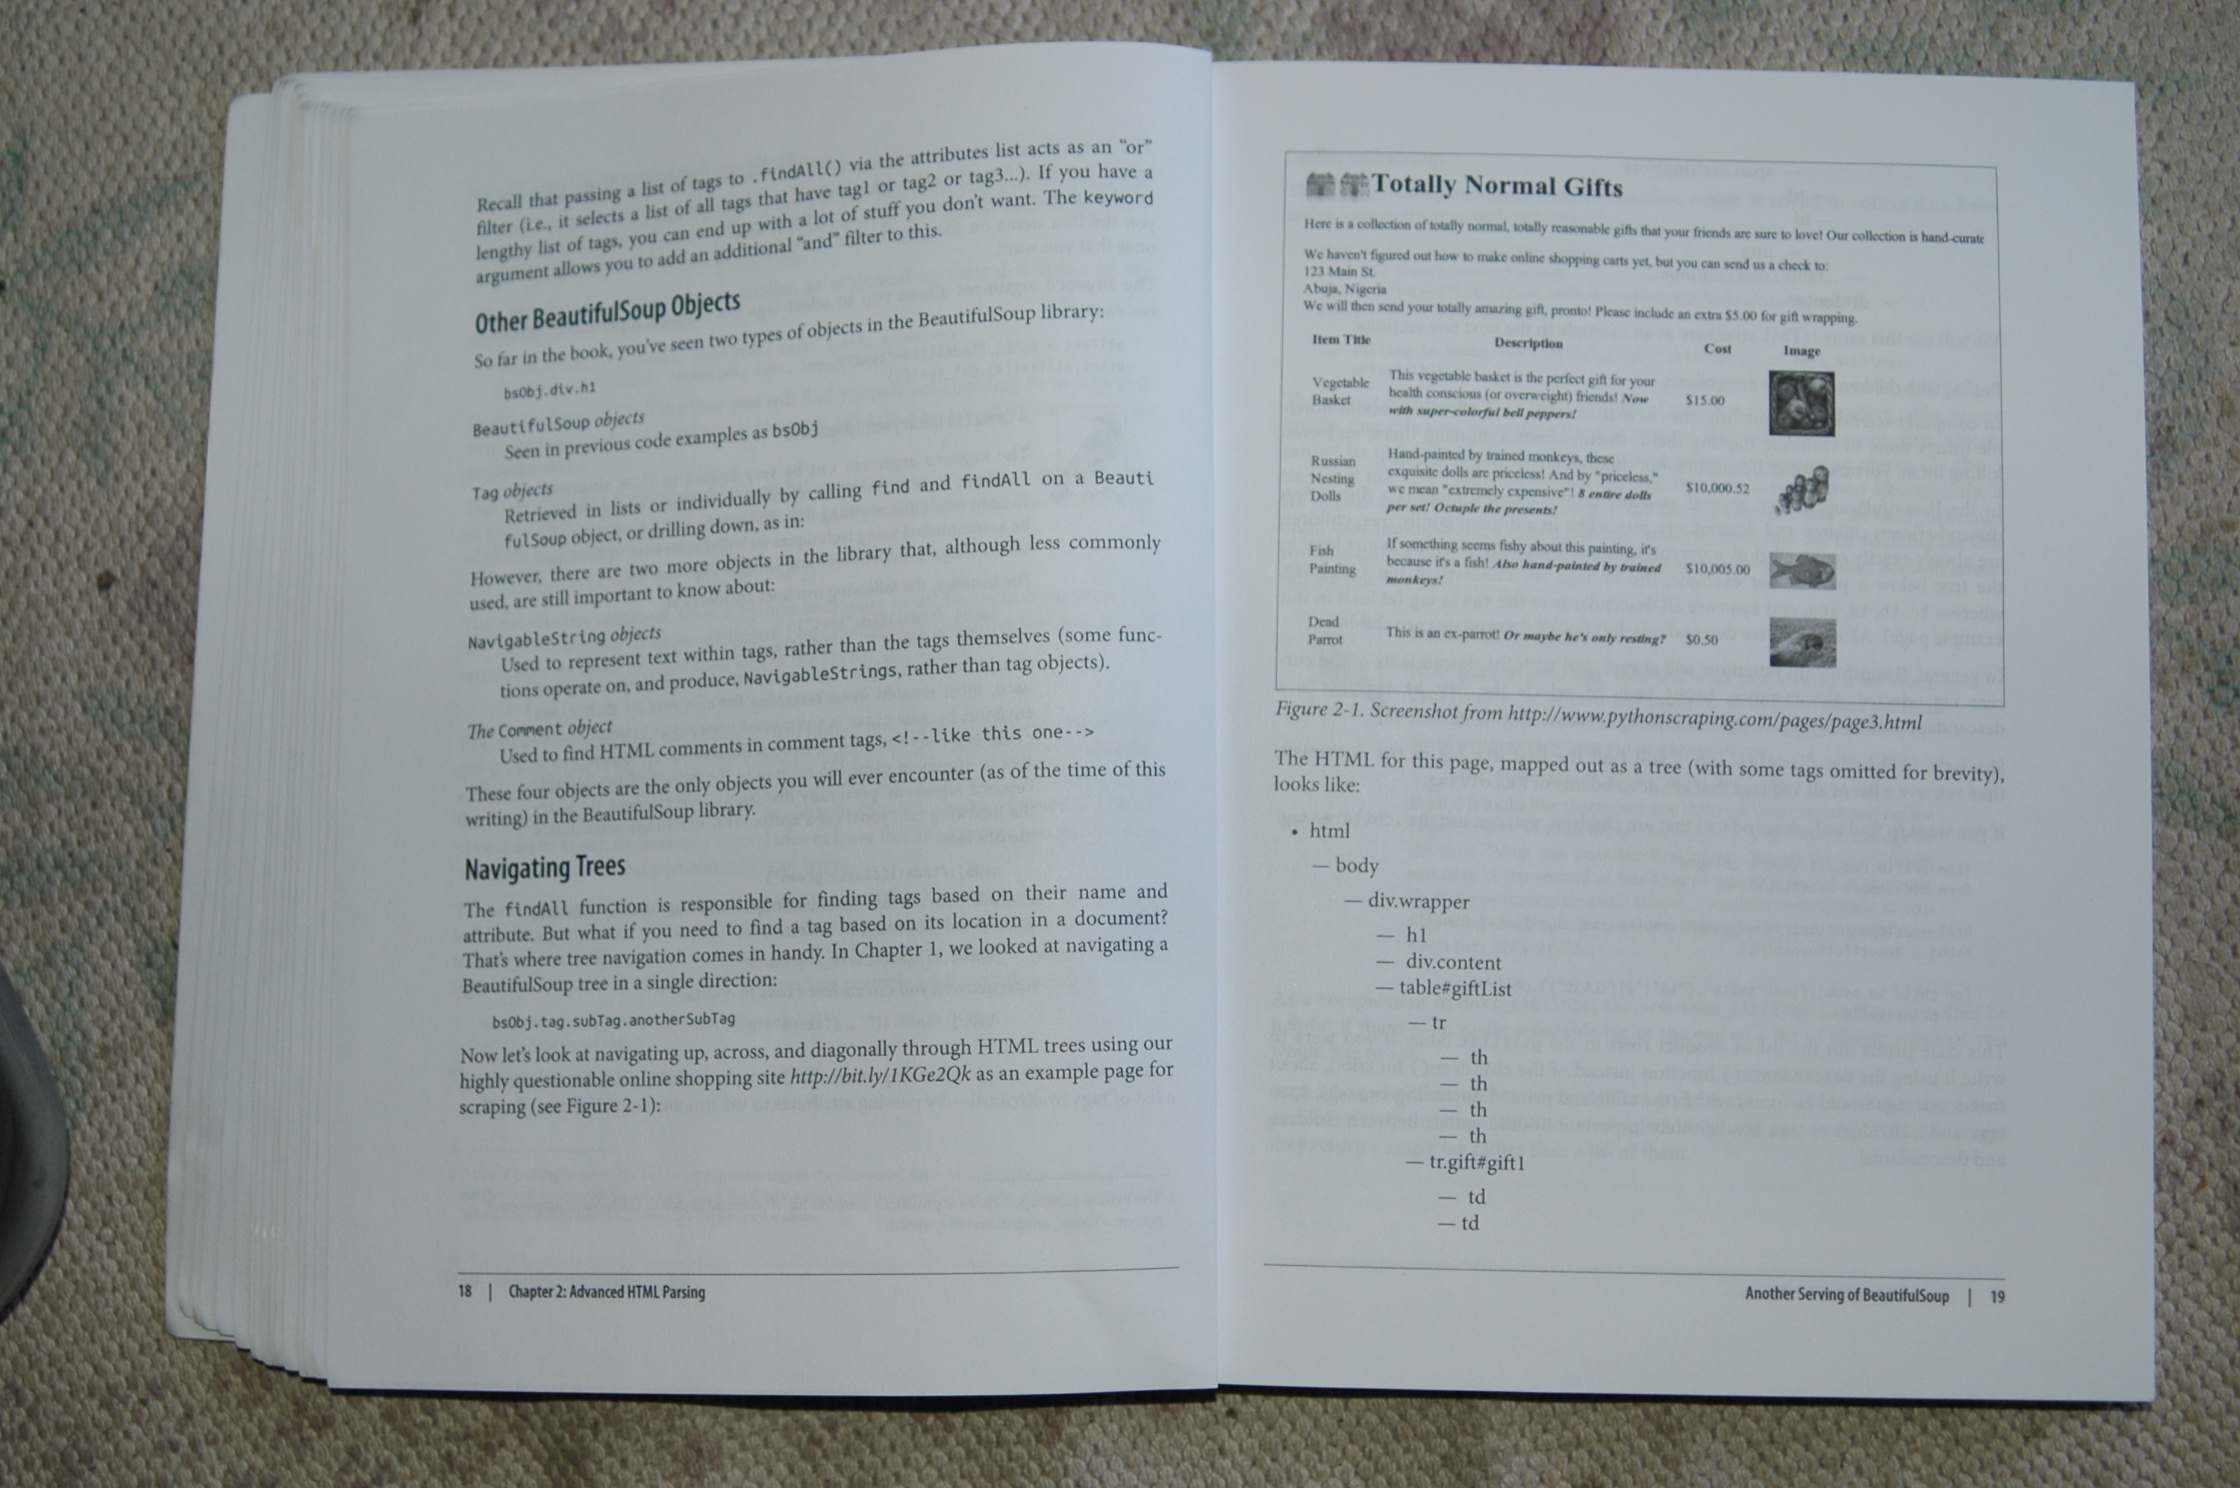 Recall that passing a list of tags to .findAll() via the attributes list acts as an “or”
filter (i.e., it selects a list of all tags that have tag1 or tag2 or tag3...). If you have a
lengthy list of tags, you can end up with a lot of stuff you don’t want. The keyword
argument allows you to add an additional “and” filter to this.
Other BeautifulSoup Objects
So far in the book, you’ve seen two types of objects in the BeautifulSoup library:
bsObj.div.h1
BeautifulSoup objects
Seen in previous code examples as bsObj
Tag objects
Retrieved in lists or individually by calling find and findAll on a Beauti
fulSoup object, or drilling down, as in:
However, there are two more objects in the library that, although less commonly
used, are still important to know about:
NavigableString objects
Used to represent text within tags, rather than the tags themselves (some func-
tions operate on, and produce, NavigableStrings, rather than tag objects).
The Comment object
Used to find HTML comments in comment tags, <!--like this one-->
These four objects are the only objects you will ever encounter (as of the time of this
writing) in the BeautifulSoup library.
Navigating Trees
The findAll function is responsible for finding tags based on their name and
attribute. But what if you need to find a tag based on its location in a document?
That’s where tree navigation comes in handy. In Chapter 1, we looked at navigating a
BeautifulSoup tree in a single direction:
bsObj.tag.subTag.anotherSubTag
Now let’s look at navigating up, across, and diagonally through HTML trees using our
highly questionable online shopping site http://bit.ly/1KGe2Qk as an example page for
scraping (see Figure 2-1):
18 | Chapter 2: Advanced HTML Parsing
Totally Normal Gifts
Here is a collection of totally normal, totally reasonable gifts that your friends are sure to love! Our collection is hand-curate
We haven't figured out how to make online shopping carts yet, but you can send us a check to:
123 Main St.
Abuja, Nigeria
We will then send your totally amazing gift, pronto! Please include an extra $5.00 for gift wrapping.
Item Title Description Cost Image
Vegetable Basket This vegetable basket is the perfect gift for your $15.00
health conscious (or overweight) friends! Now
with super-colorful bell peppers!
Russian Nesting Dolls Hand-painted by trained monkeys, these $10,000.52
exquisite dolls are priceless! And by "priceless,"
we mean "extremely expensive"! 8 entire dolls
per set! Octuple the presents!
Fish Painting If something seems fishy about this painting, it's $10,005.00
because it's a fish! Also hand-painted by trained
monkeys!
Dead Parrot This is an ex-parrot! Or maybe he's only resting? $0.50
Figure 2-1. Screenshot from http://www.pythonscraping.com/pages/page3.html
The HTML for this page, mapped out as a tree (with some tags omitted for brevity),
looks like:
• html
— body
— div.wrapper
— h1
— div.content
— table#giftList
— tr
— th
— th
— th
— th
— tr.gift#gift1
— td
— td
Another Serving of BeautifulSoup | 19